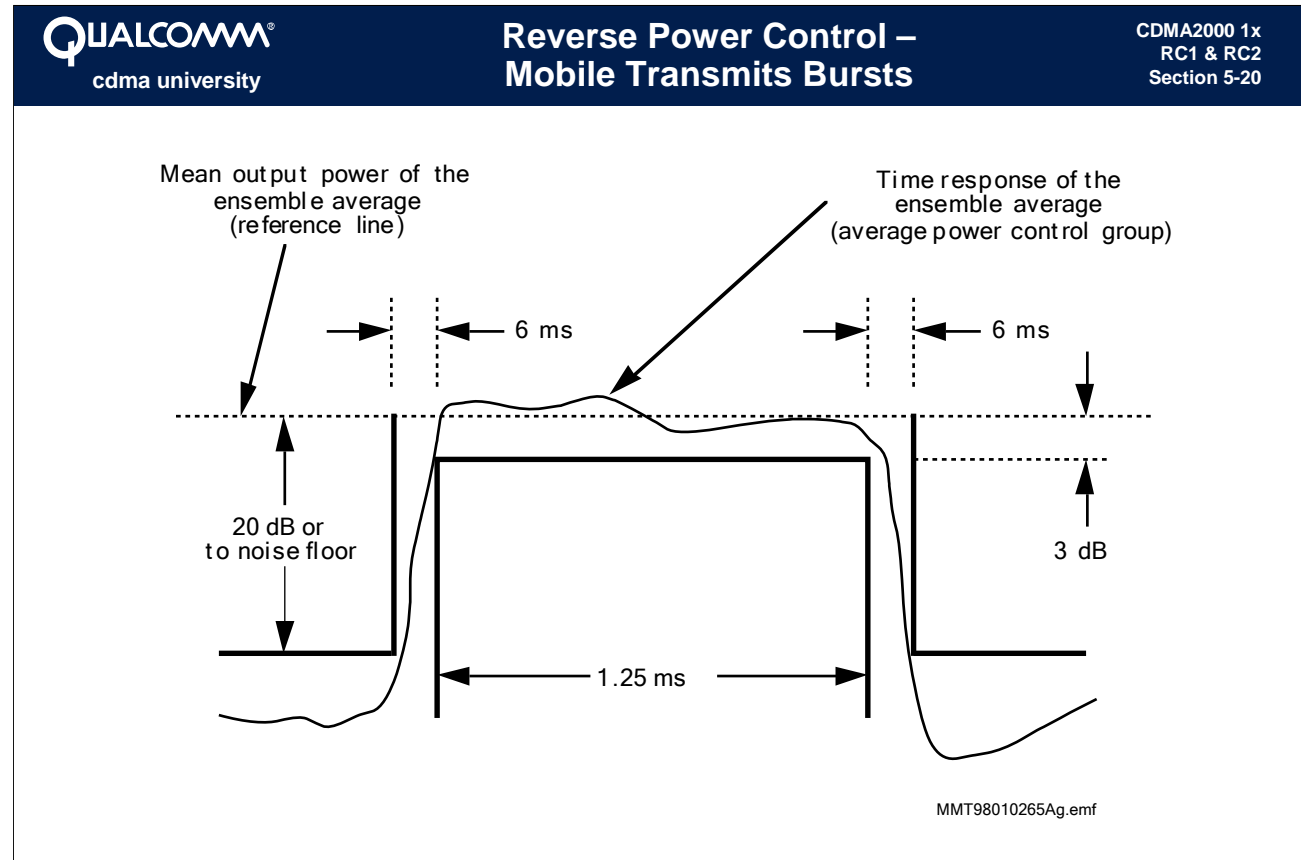 QUALCOMM®
cdma university
Reverse Power Control –
Mobile Transmits Bursts
CDMA2000 1x
RC1 & RC2
Section 5-20
Mean output power of the
ensemble average
(reference line)
Time response of the
ensemble average
(average power control group)
6 ms
6 ms
20 dB or
to noise floor
3 dB
1.25 ms
MMT98010265Ag.emf